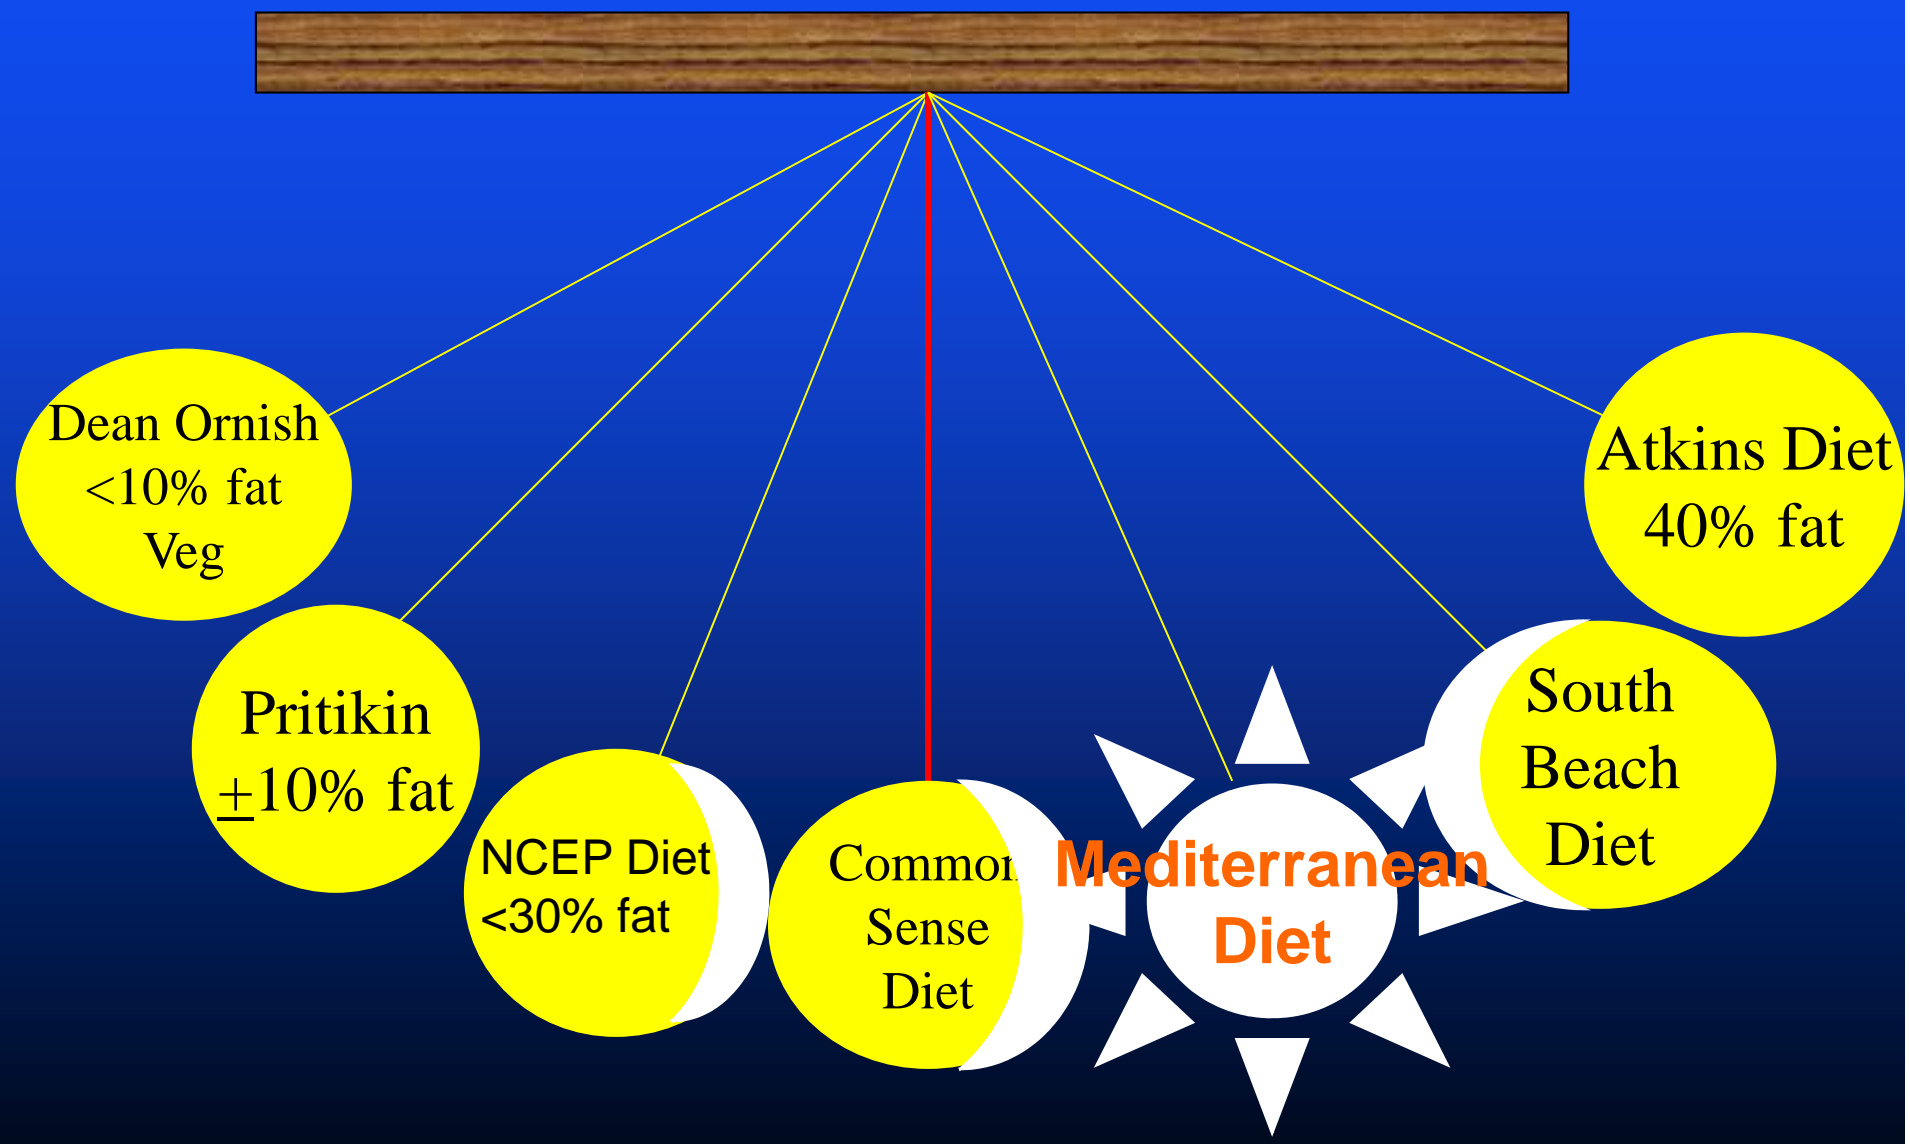 Dean Ornish
<10% fat
Veg
Pritikin
±10% fat
NCEP Diet
<30% fat
Common
Sense
Diet
Mediterranean
Diet
South
Beach
Diet
Atkins Diet
40% fat